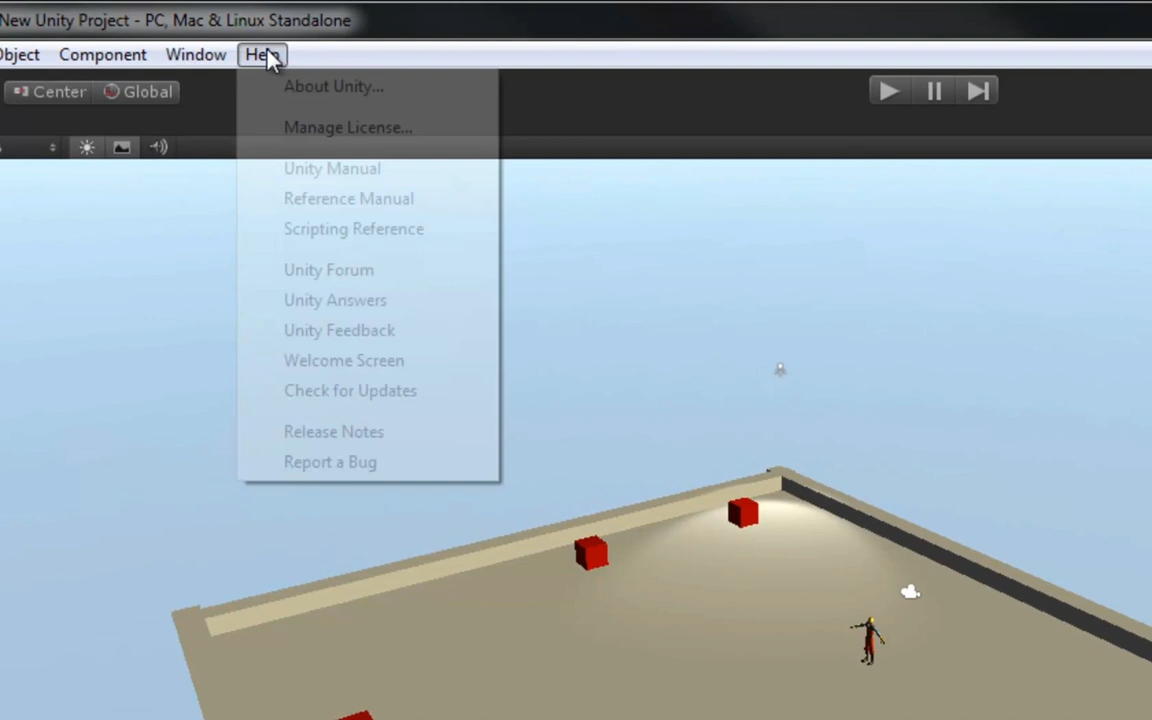 New Unity Project - PC, Mac & Linux Standalone
Object Component Window Help
Center Global
About Unity...
Manage License...
Unity Manual
Reference Manual
Scripting Reference
Unity Forum
Unity Answers
Unity Feedback
Welcome Screen
Check for Updates
Release Notes
Report a Bug